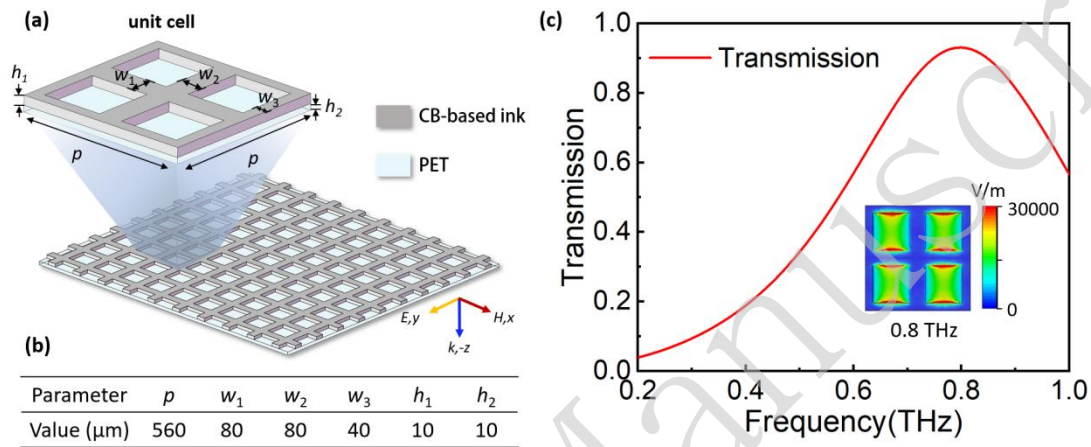 (a)
unit cell
h1
w1
w2
w3
h2
p
p
CB-based ink
PET
E,y
H,x
k,-z
(b)
Parameter p w1 w2 w3 h1 h2
Value (μm) 560 80 80 40 10 10
(c)
Transmission
1.0
0.8
0.6
0.4
0.2
0.0
Transmission
V/m
30000
0
0.8 THz
0.2 0.4 0.6 0.8 1.0
Frequency(THz)
Manuscr